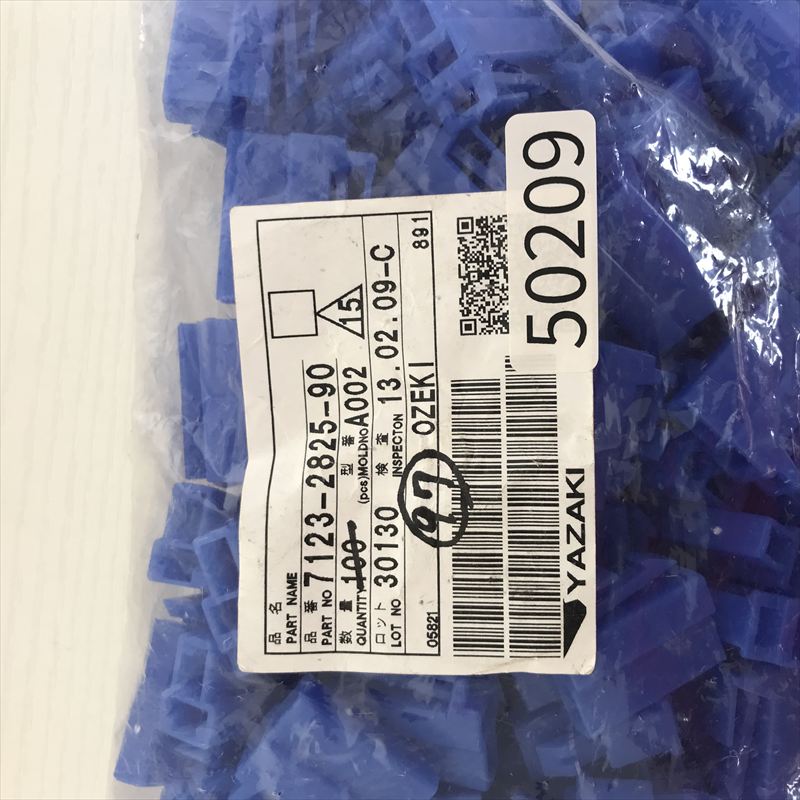 品 名
PART NAME
品 番
PART NO 7123-2825-90
数 量 型 番
QUANTITY 100 (pcs) MOLDNO A002
15
ロット 検 査
LOT NO 30130 INSPECTON 13.02.09-C
05821 97 OZEKI 891
YAZAKI
50209